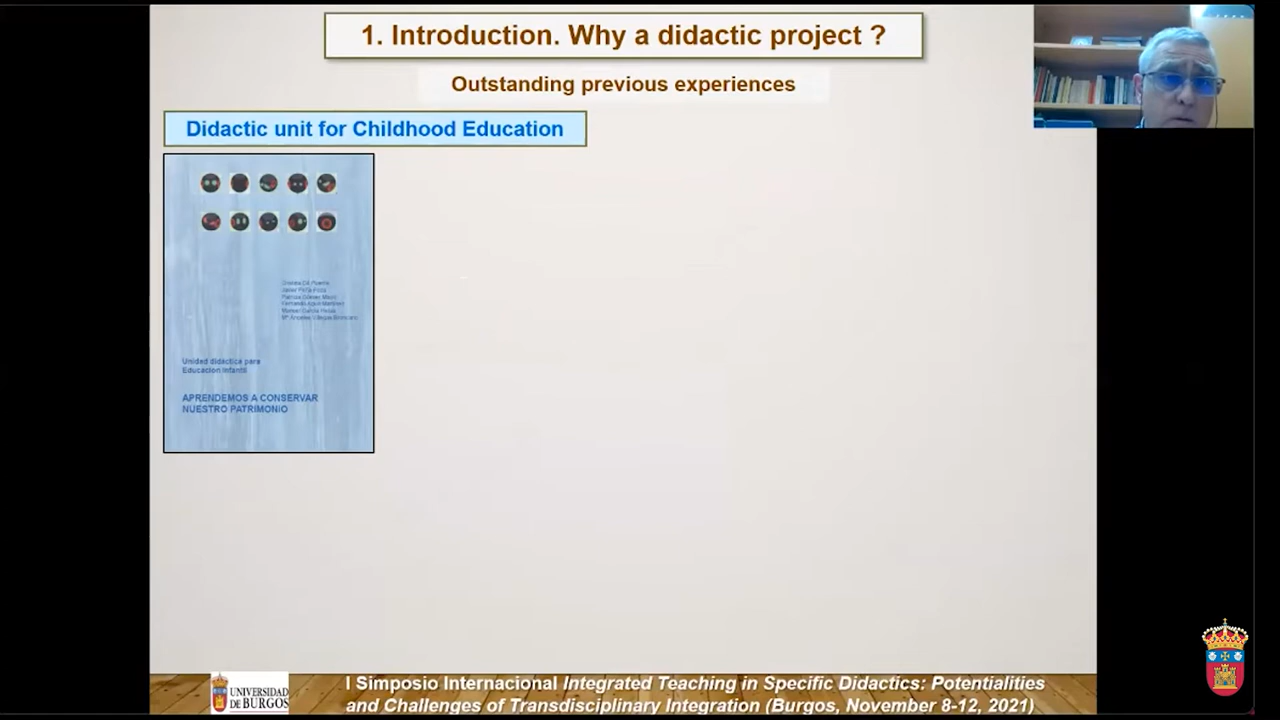 1. Introduction. Why a didactic project ?
Outstanding previous experiences
Didactic unit for Childhood Education
Unidad didáctica para
Educación Infantil
APRENDEMOS A CONSERVAR
NUESTRO PATRIMONIO
UNIVERSIDAD
DE BURGOS
I Simposio Internacional Integrated Teaching in Specific Didactics: Potentialities
and Challenges of Transdisciplinary Integration (Burgos, November 8-12, 2021)